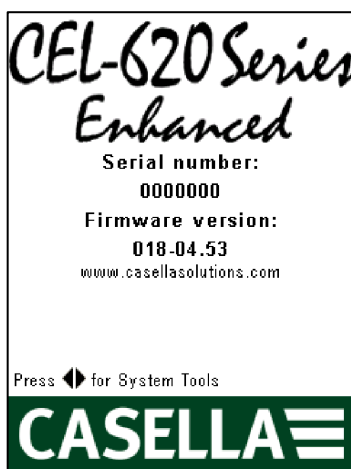 CEL-620 Series
Enhanced
Serial number:
0000000
Firmware version:
018-04.53
www.casellasolutions.com
Press ◀▶ for System Tools
CASELLA